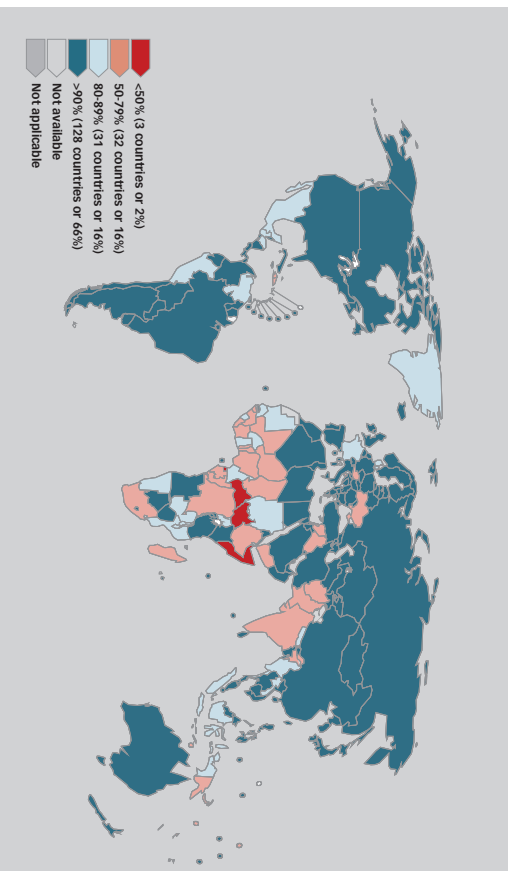 <50% (3 countries or 2%)
50-79% (32 countries or 16%)
80-89% (31 countries or 16%)
>90% (128 countries or 66%)
Not available
Not applicable